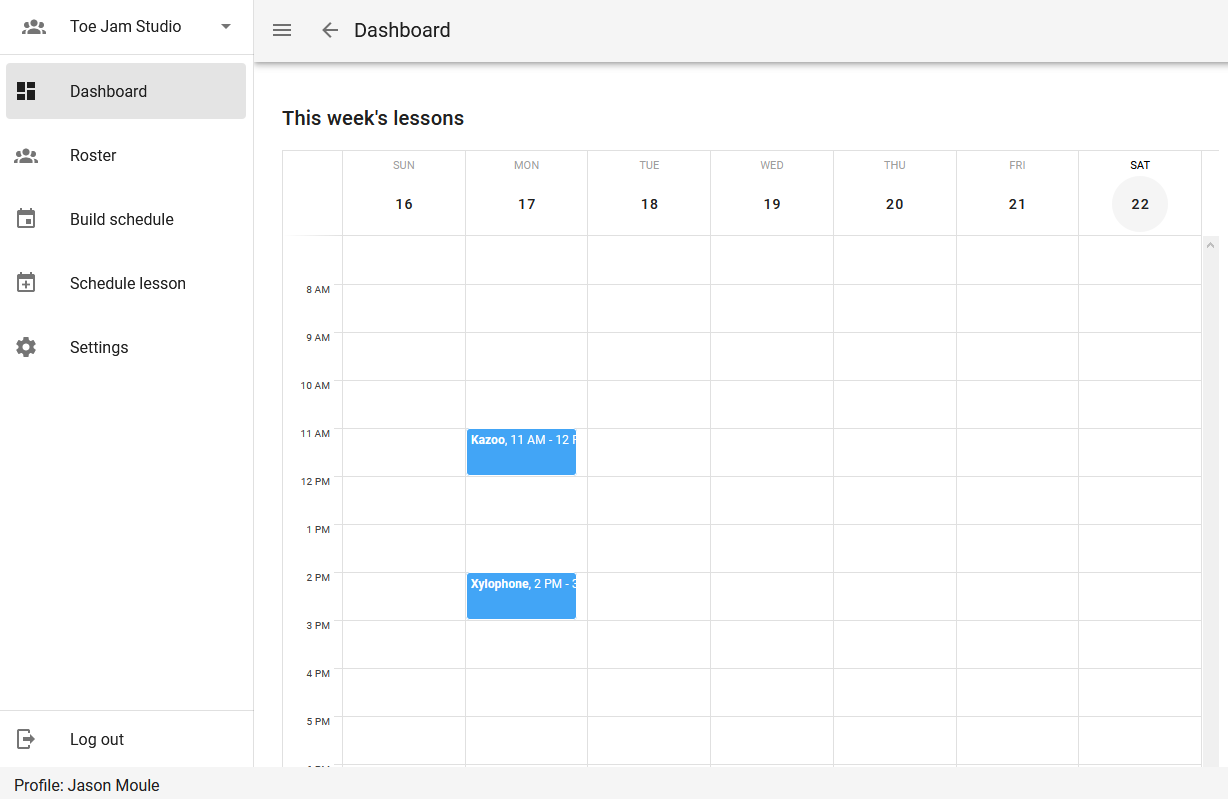 Toe Jam Studio
Dashboard
Dashboard
Roster
Build schedule
Schedule lesson
Settings
Log out
Profile: Jason Moule
This week's lessons
SUN MON TUE WED THU FRI SAT
16 17 18 19 20 21 22
8 AM
9 AM
10 AM
11 AM
Kazoo, 11 AM - 12
12 PM
1 PM
2 PM
Xylophone, 2 PM -
3 PM
4 PM
5 PM